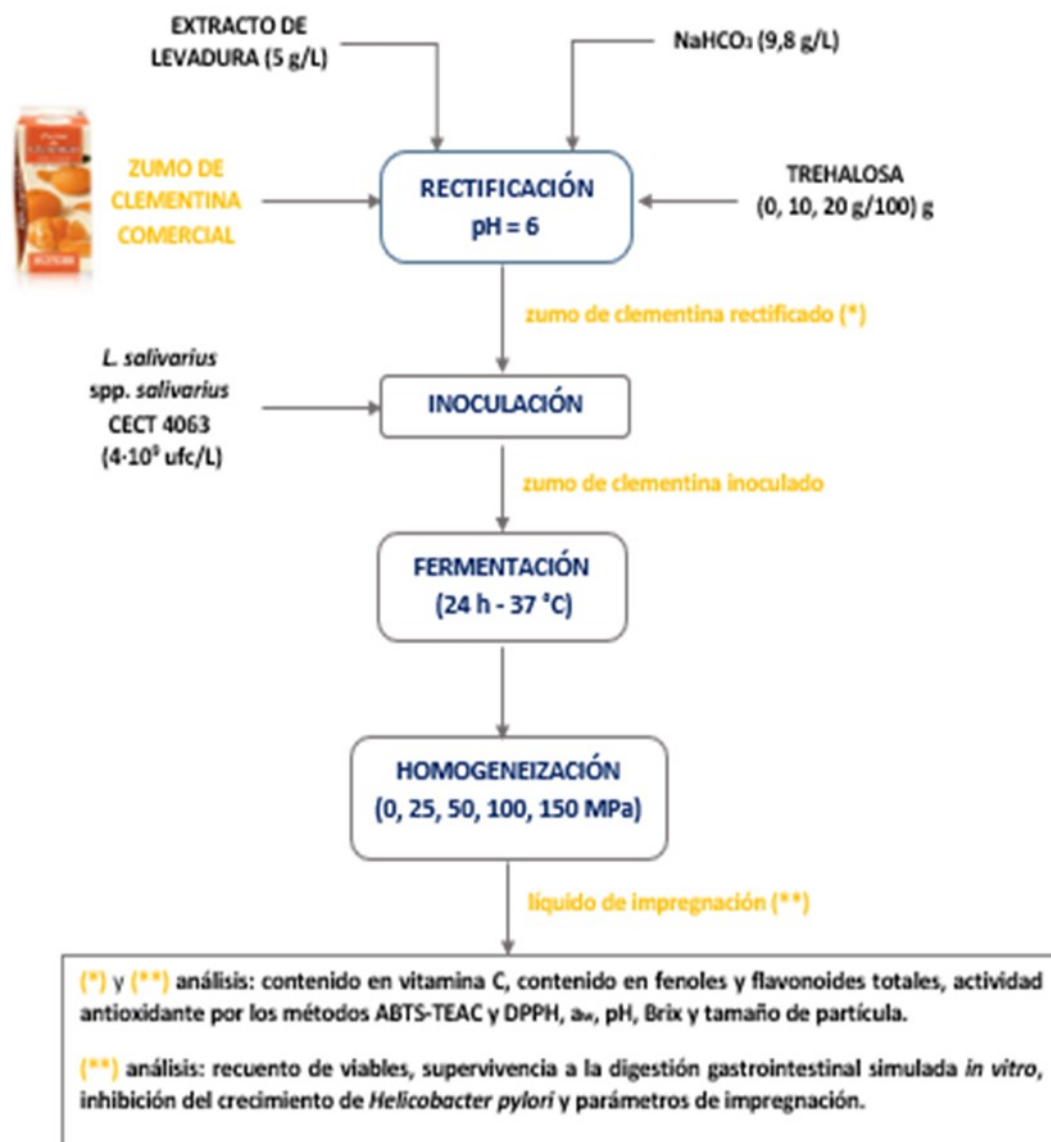 EXTRACTO DE
LEVADURA (5 g/L)
NaHCO₃ (9,8 g/L)
ZUMO DE
CLEMENTINA
COMERCIAL
RECTIFICACIÓN
pH = 6
TREHALOSA
(0, 10, 20 g/100) g
zumo de clementina rectificado (*)
L. salivarius
spp. salivarius
CECT 4063
(4·10⁹ ufc/L)
INOCULACIÓN
zumo de clementina inoculado
FERMENTACIÓN
(24 h - 37 °C)
HOMOGENEIZACIÓN
(0, 25, 50, 100, 150 MPa)
líquido de impregnación (**)
(*) y (**) análisis: contenido en vitamina C, contenido en fenoles y flavonoides totales, actividad
antioxidante por los métodos ABTS-TEAC y DPPH, aw, pH, Brix y tamaño de partícula.
(**) análisis: recuento de viables, supervivencia a la digestión gastrointestinal simulada in vitro,
inhibición del crecimiento de Helicobacter pylori y parámetros de impregnación.